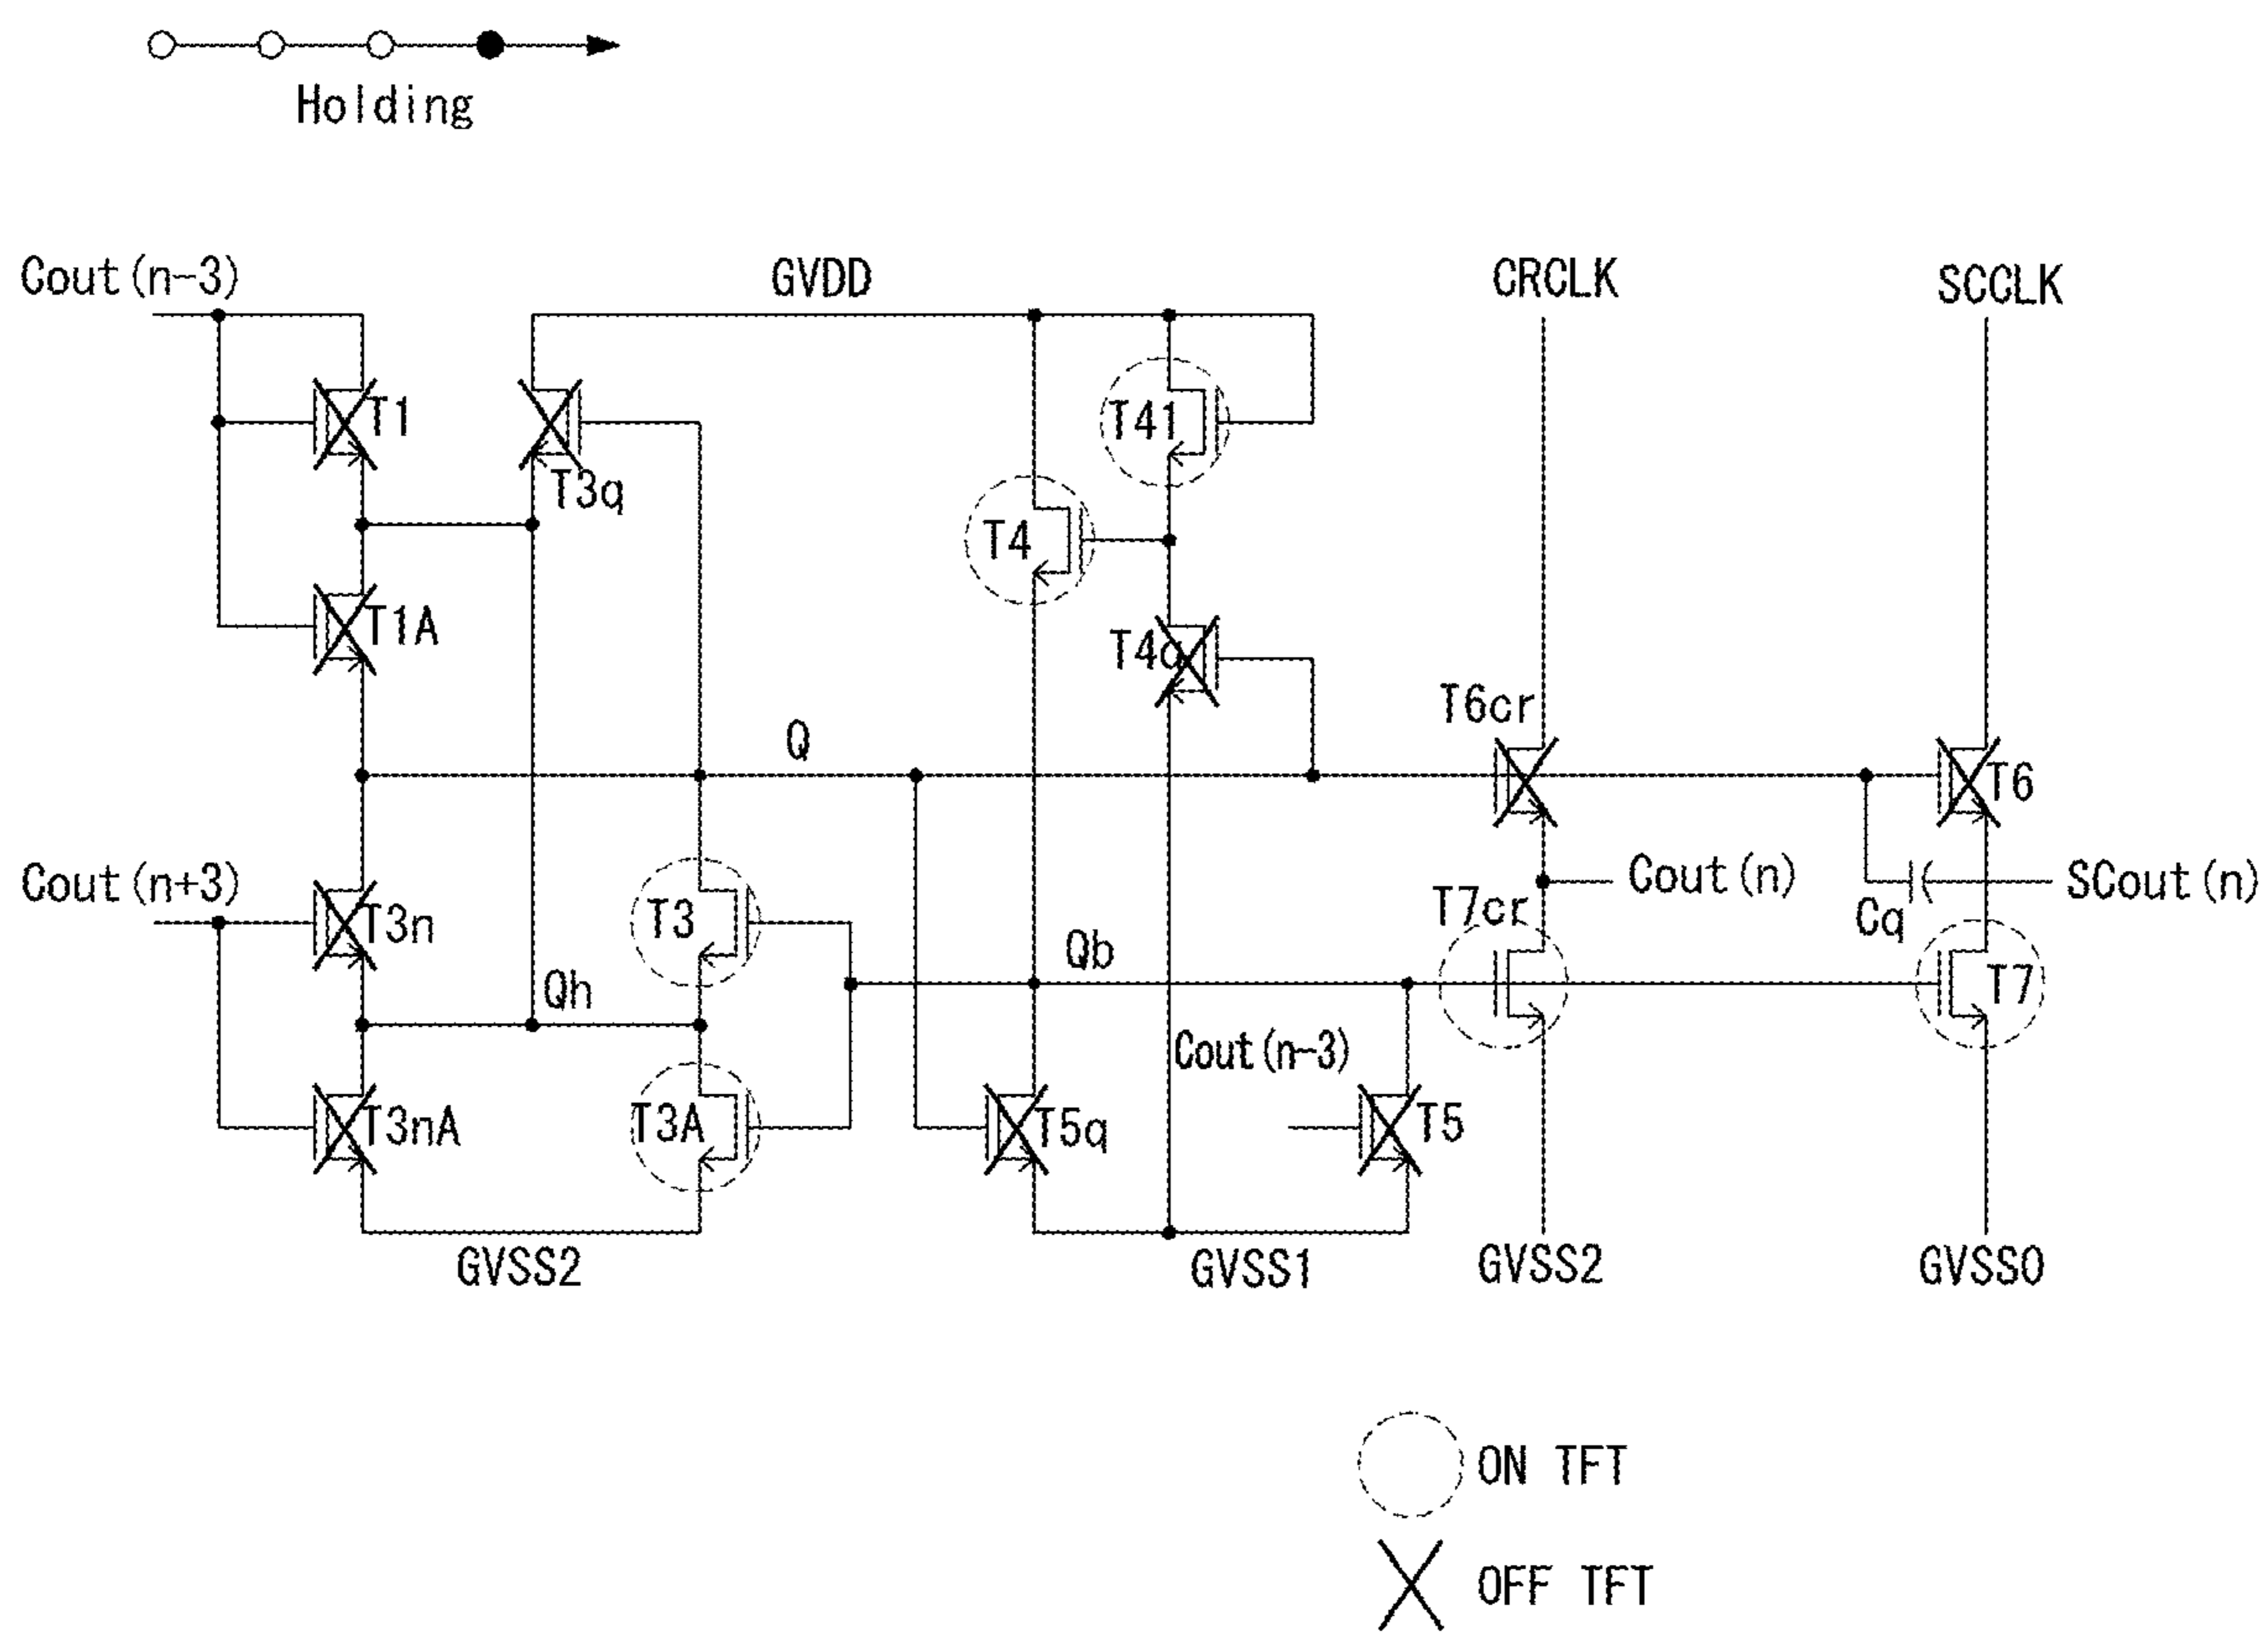 Holding
Cout(n-3)
GVDD
CRCLK
SCCLK
T1
T41
T3q
T4
T1A
T4q
T6cr
Q
T6
Cout(n+3)
Cout(n)
SCout(n)
T3n
T3
T7cr
Cq
Qb
Qh
T7
Cout(n-3)
T3nA
T3A
T5q
T5
GVSS2
GVSS1
GVSS2
GVSS0
ON TFT
OFF TFT